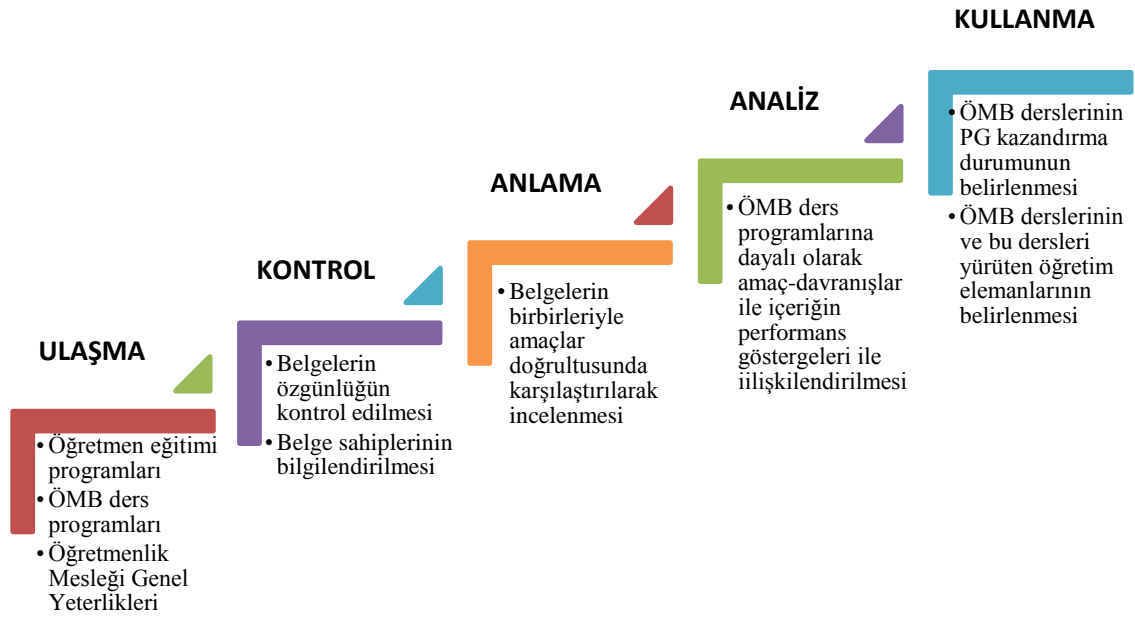 ULAŞMA
• Öğretmen eğitimi
programları
• ÖMB ders
programları
• Öğretmenlik
Mesleği Genel
Yeterlikleri
KONTROL
• Belgelerin
özgünlüğün
kontrol edilmesi
• Belge sahiplerinin
bilgilendirilmesi
ANLAMA
• Belgelerin
birbirleriyle
amaçlar
doğrultusunda
karşılaştırılarak
incelenmesi
ANALİZ
• ÖMB ders
programlarına
dayalı olarak
amaç-davranışlar
ile içeriğin
performans
göstergeleri ile
iilişkilendirilmesi
KULLANMA
• ÖMB derslerinin
PG kazandırma
durumunun
belirlenmesi
• ÖMB derslerinin
ve bu dersleri
yürüten öğretim
elemanlarının
belirlenmesi